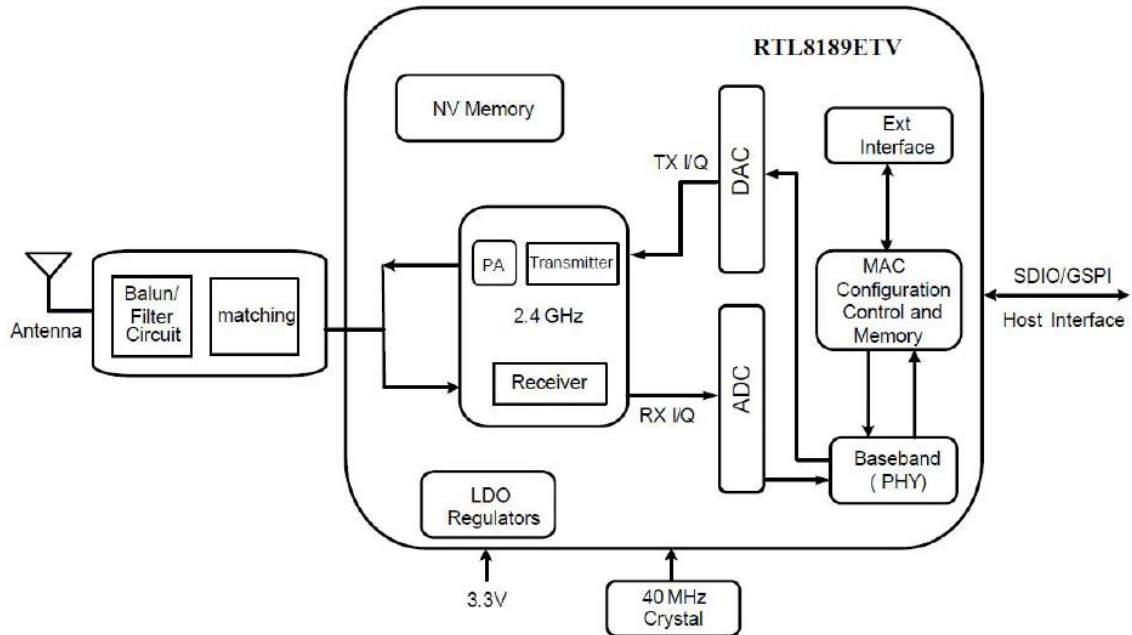 RTL8189ETV
NV Memory
Ext
Interface
TX I/Q
DAC
PA
Transmitter
2.4 GHz
Receiver
RX I/Q
ADC
MAC
Configuration
Control and
Memory
Baseband
( PHY)
SDIO/GSPI
Host Interface
Antenna
Balun/
Filter
Circuit
matching
LDO
Regulators
3.3V
40 MHz
Crystal